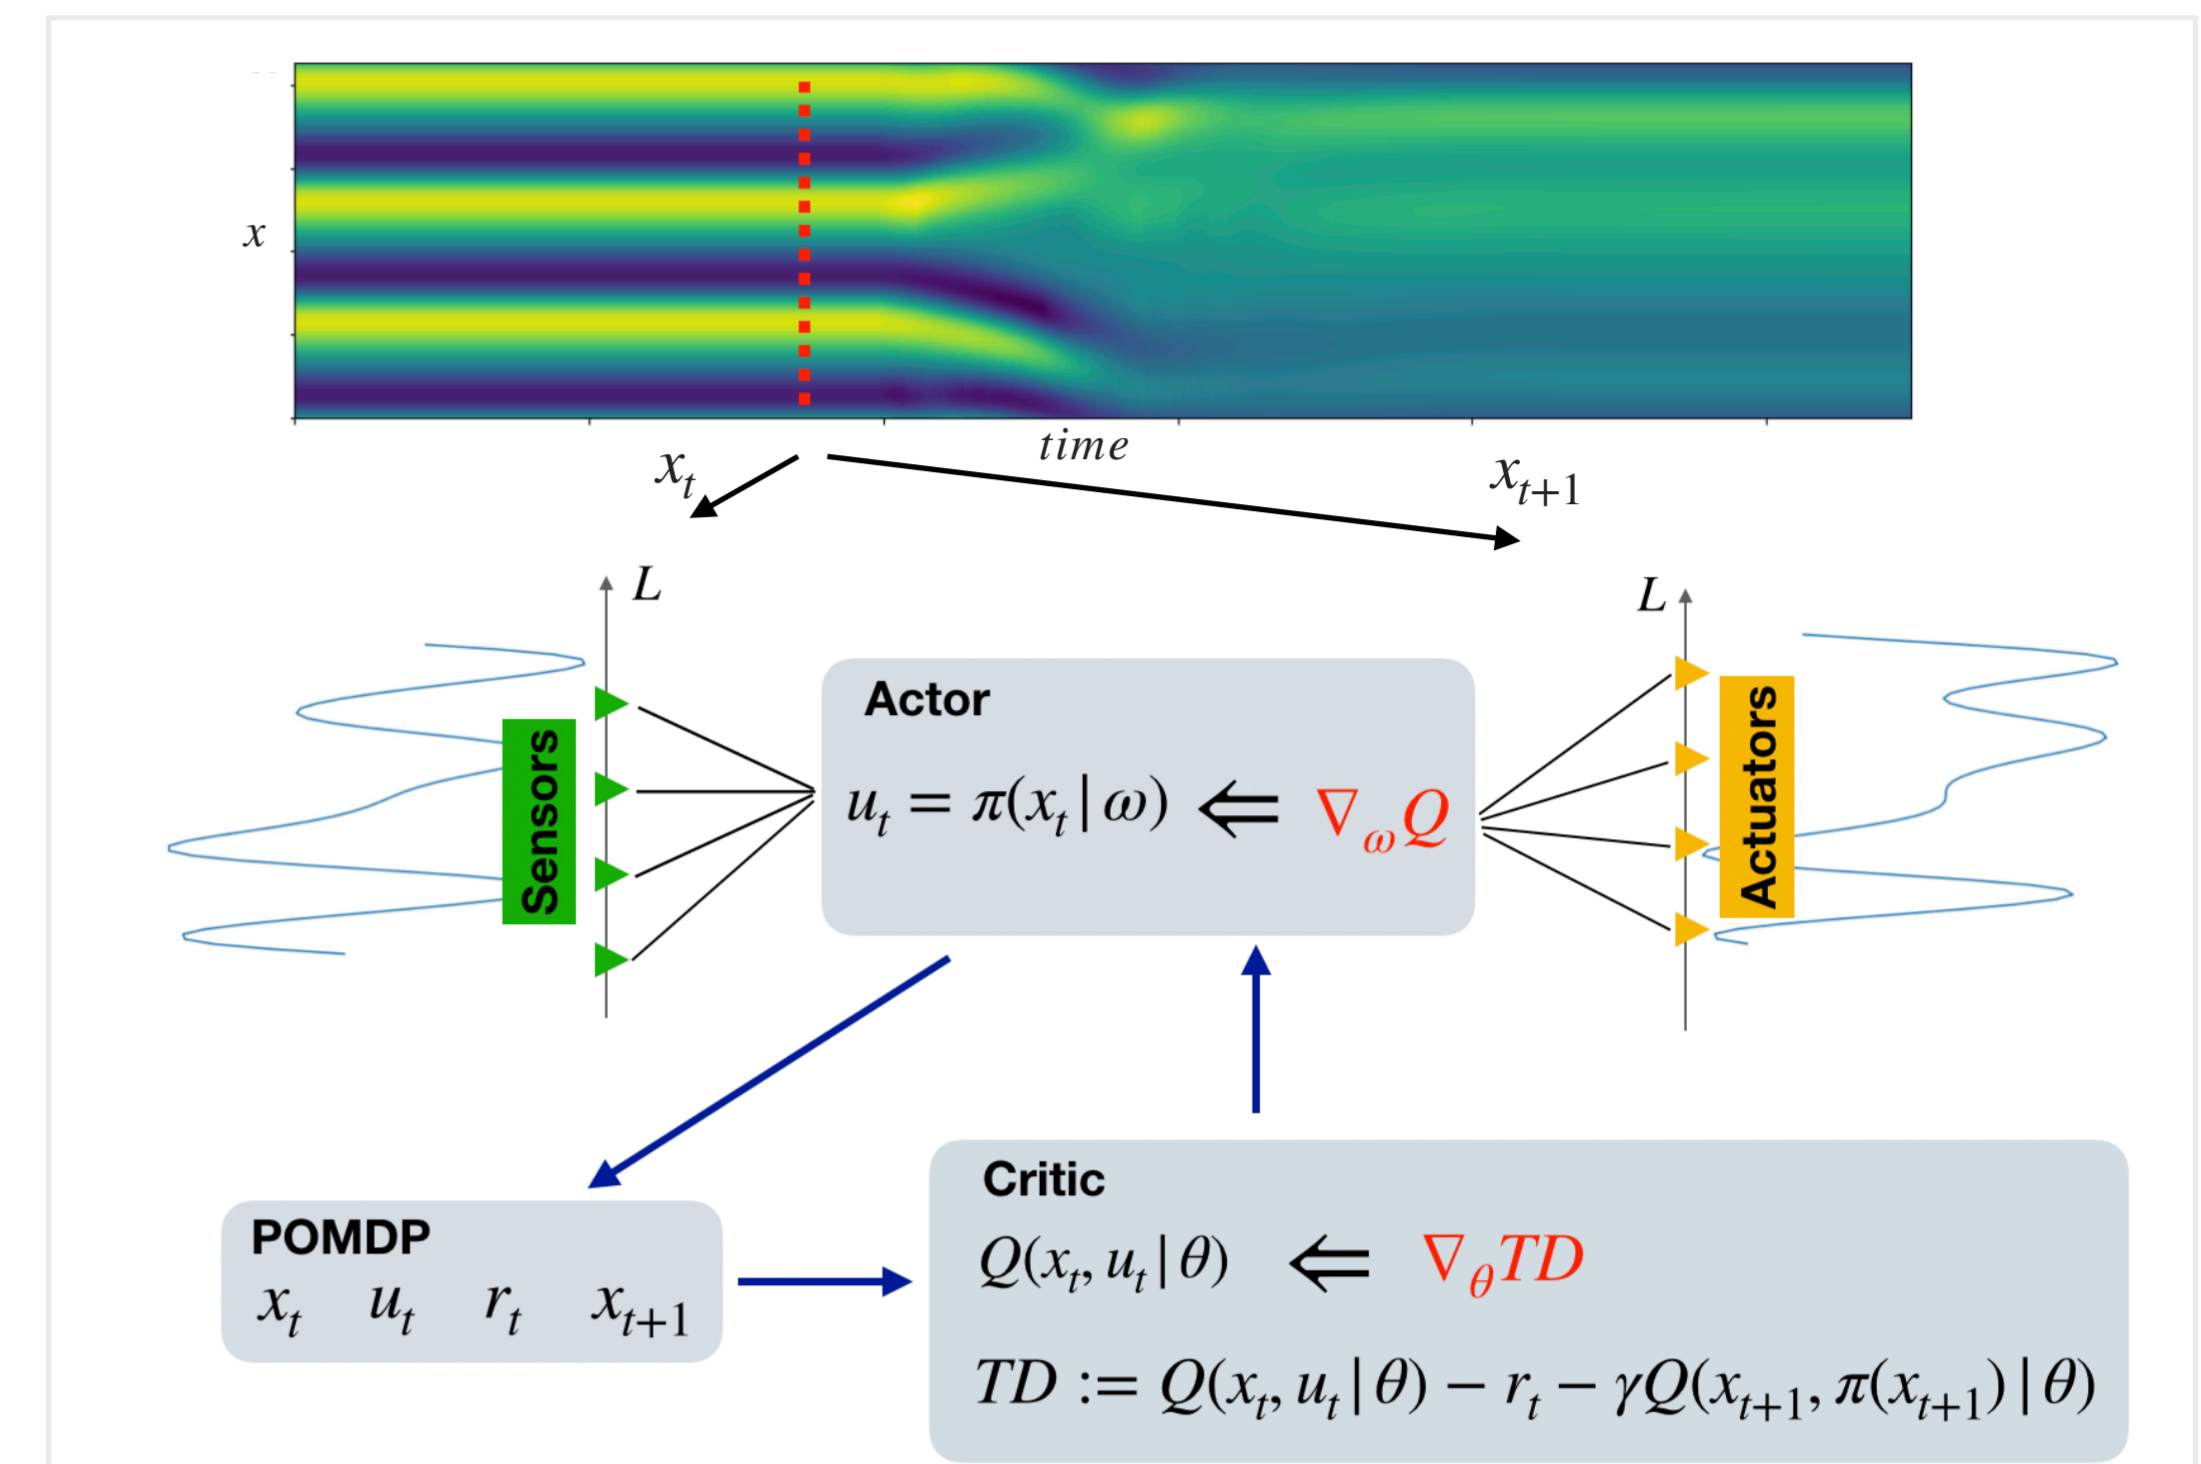 x
time
x_t
x_{t+1}
L
L
Sensors
Actor
u_t = π(x_t | ω) ⇐ ∇_ω Q
Actuators
POMDP
x_t u_t r_t x_{t+1}
Critic
Q(x_t, u_t | θ) ⇐ ∇_θ TD
TD := Q(x_t, u_t | θ) − r_t − γQ(x_{t+1}, π(x_{t+1}) | θ)